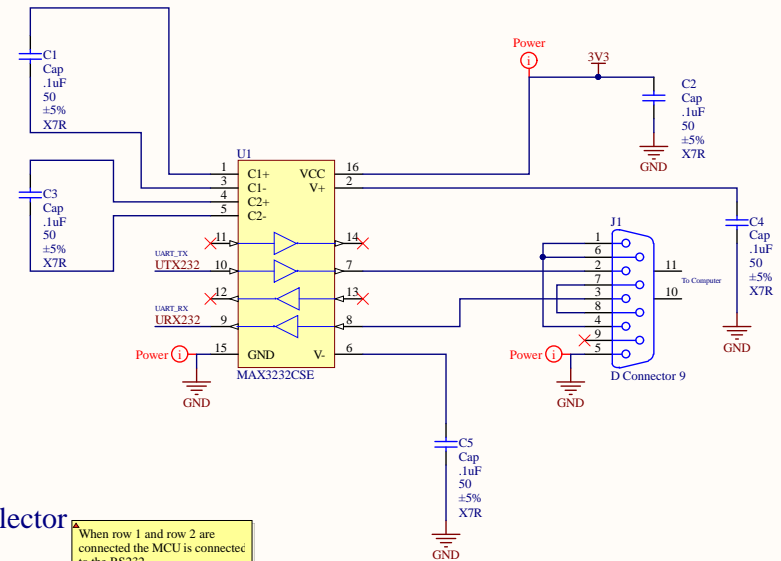 C1
Cap
.1uF
50
±5%
X7R
C3
Cap
.1uF
50
±5%
X7R
U1
1 C1+ VCC 16
3 C1- V+ 2
4 C2+
5 C2-
11 14
UART_TX
UTX232 10 7
12 13
UART_RX
URX232 9 8
Power i 15 GND V- 6
MAX3232CSE
GND
Power
i
3V3
C2
Cap
.1uF
50
±5%
X7R
GND
C4
Cap
.1uF
50
±5%
X7R
GND
J1
1
6
2
7
3
8
4
9
5
11
To Computer
10
Power i
D Connector 9
GND
C5
Cap
.1uF
50
±5%
X7R
GND
lector
When row 1 and row 2 are
connected the MCU is connected
to the RS232